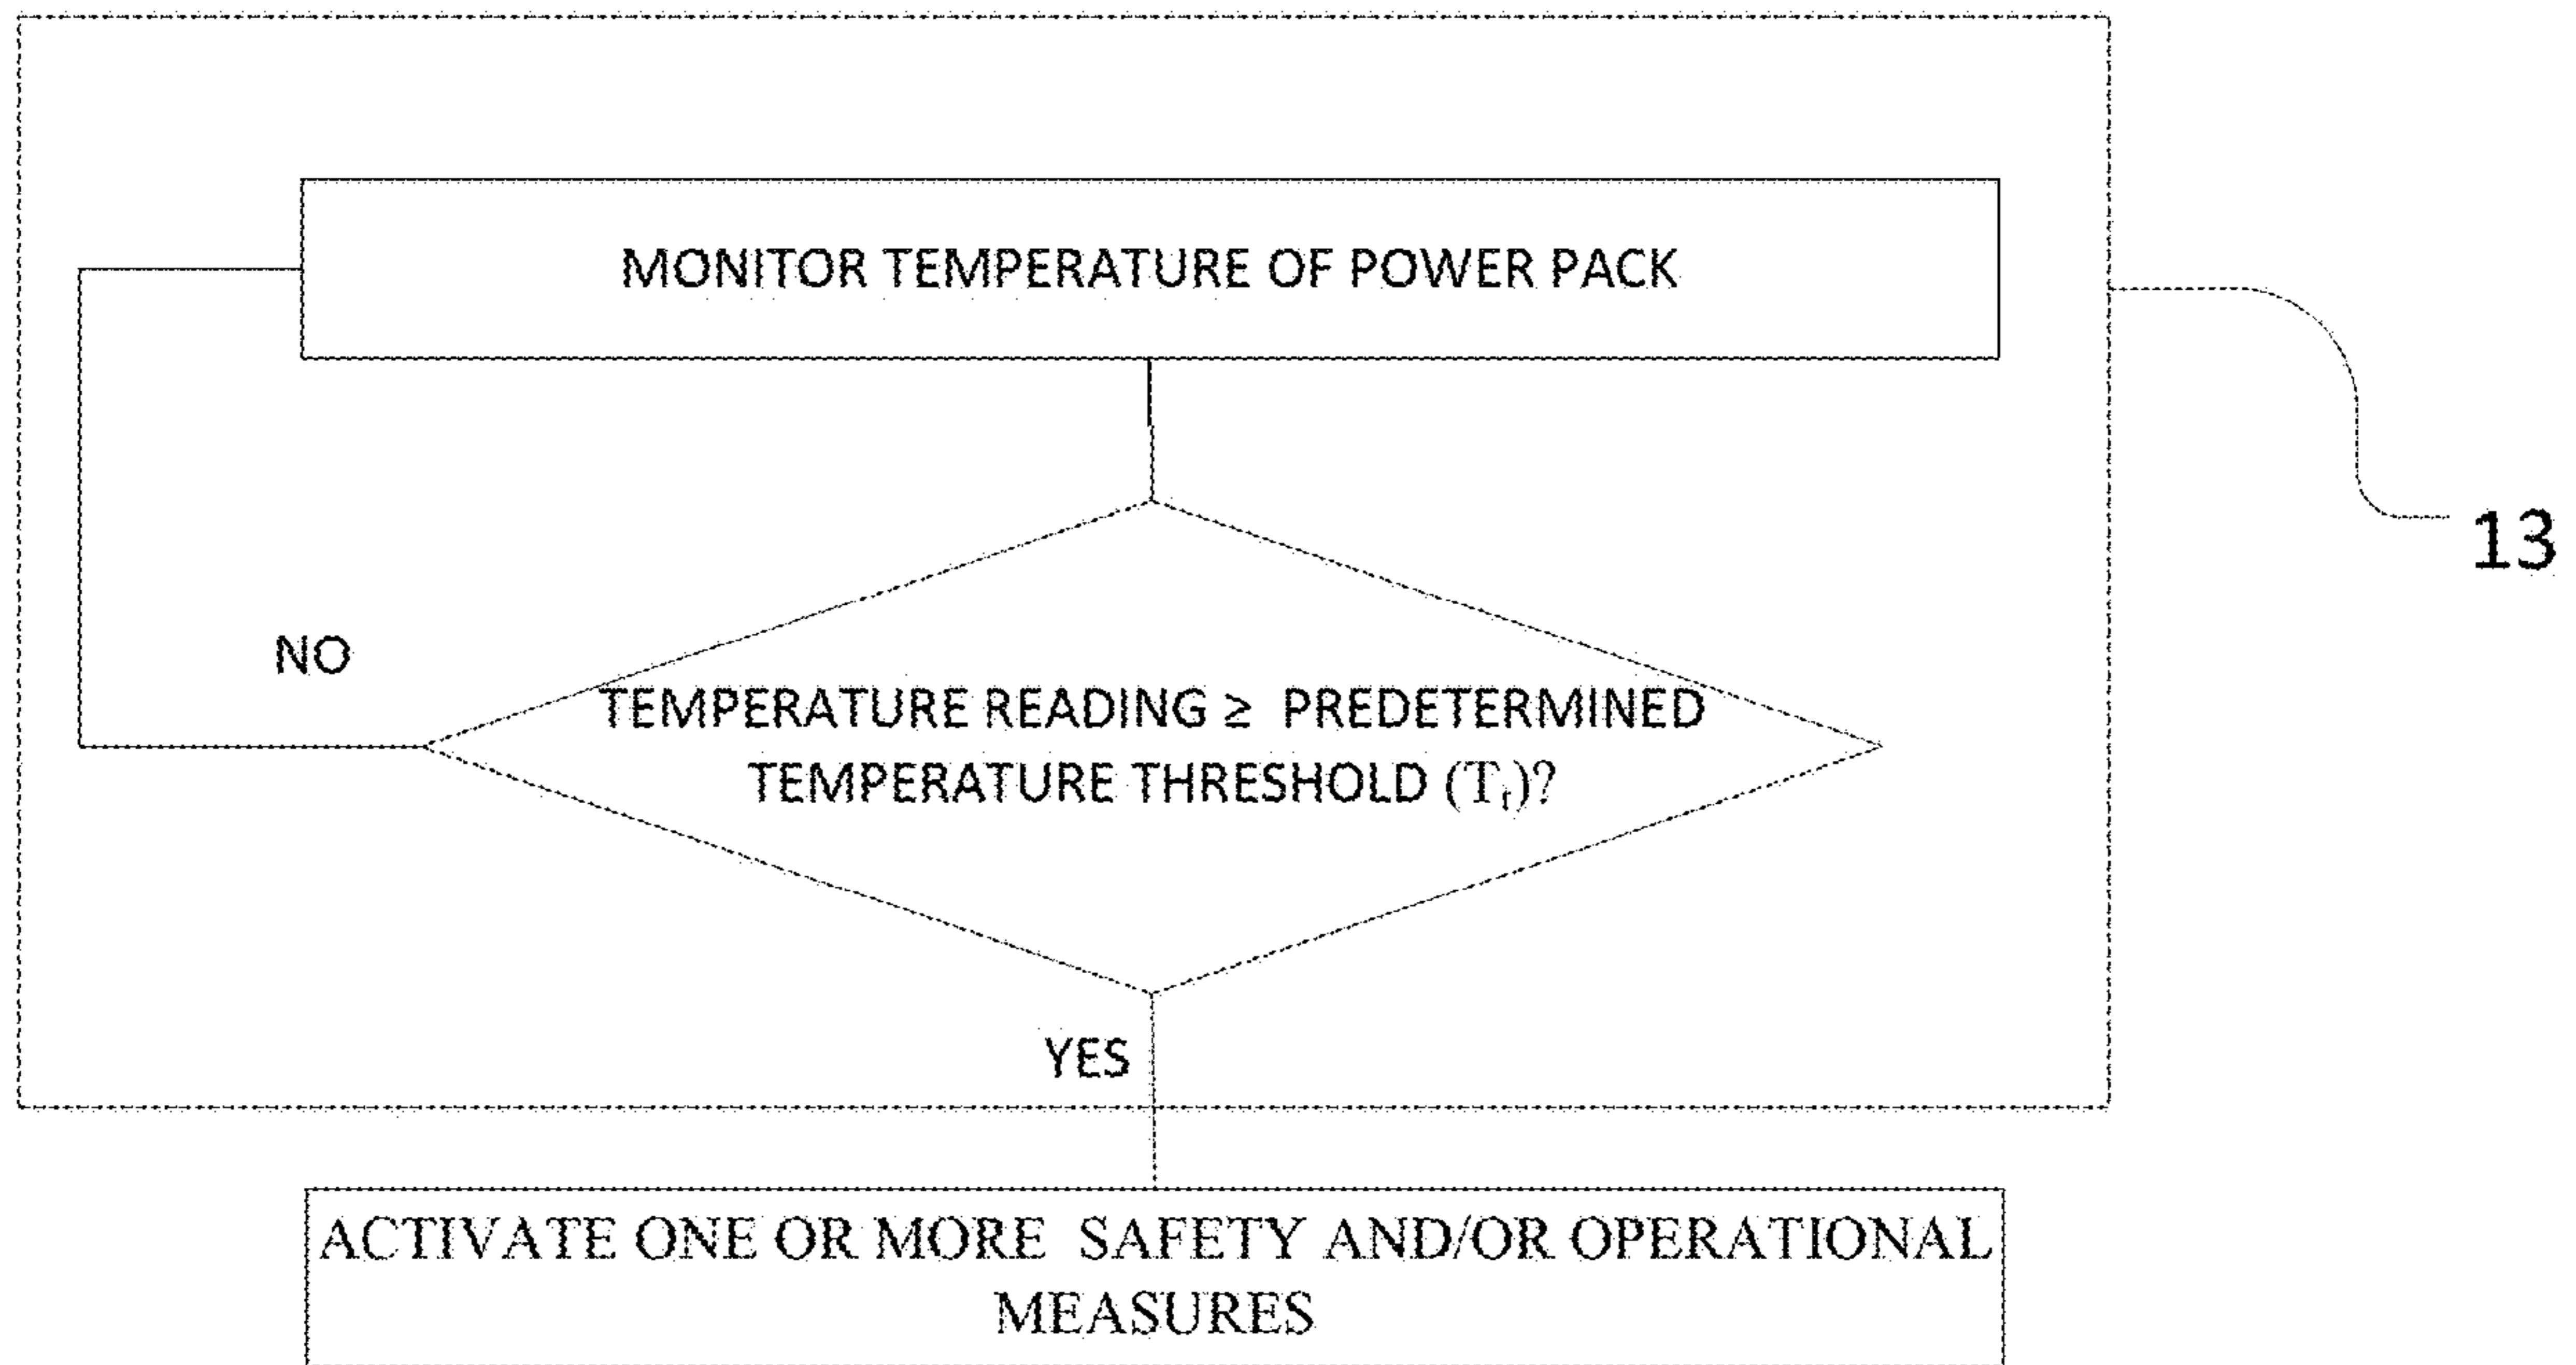 MONITOR TEMPERATURE OF POWER PACK
13
NO
TEMPERATURE READING ≥ PREDETERMINED
TEMPERATURE THRESHOLD (Tᵣ)?
YES
ACTIVATE ONE OR MORE SAFETY AND/OR OPERATIONAL
MEASURES